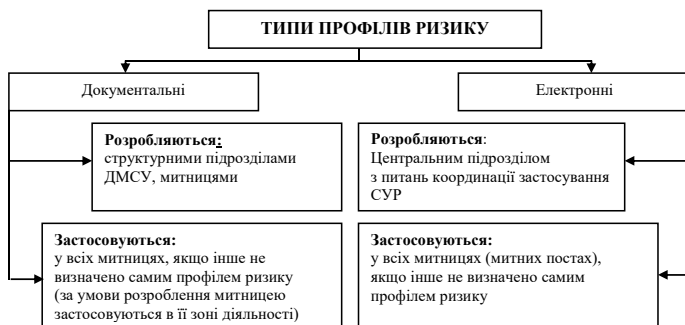 ТИПИ ПРОФІЛІВ РИЗИКУ
Документальні
Електронні
Розробляються:
структурними підрозділами
ДМСУ, митницями
Розробляються:
Центральним підрозділом
з питань координації застосування
СУР
Застосовуються:
у всіх митницях, якщо інше не
визначено самим профілем ризику
(за умови розроблення митницею
застосовуються в її зоні діяльності)
Застосовуються:
у всіх митницях (митних постах),
якщо інше не визначено самим
профілем ризику